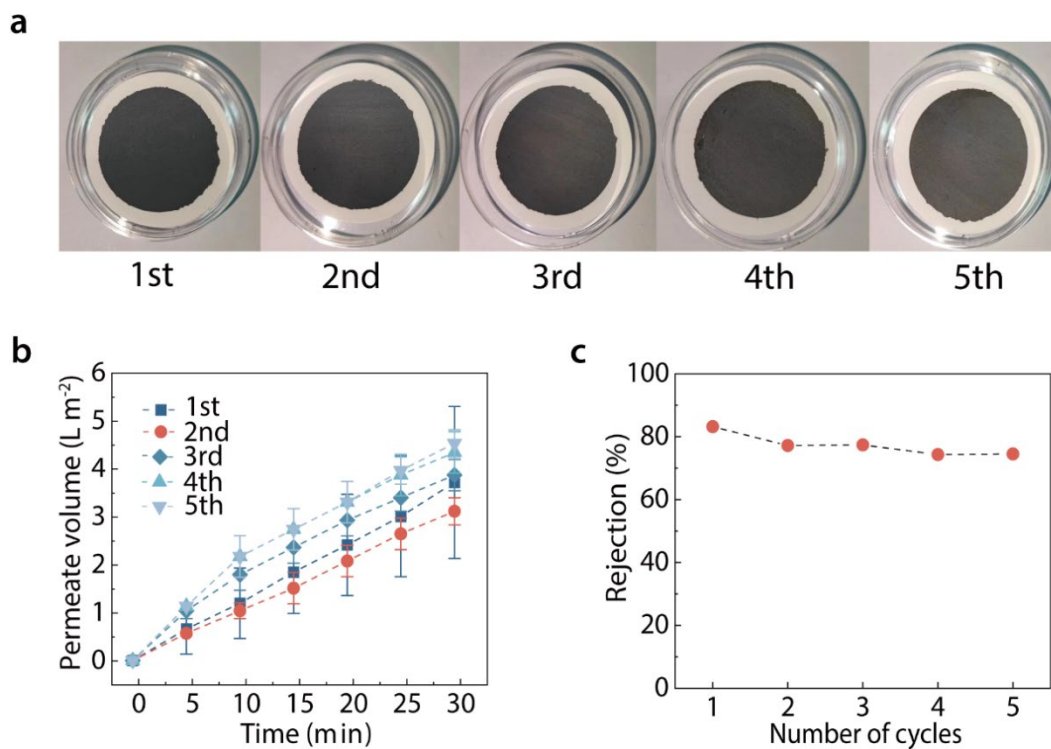 a
1st 2nd 3rd 4th 5th
b
Permeate volume (L m⁻²)
6
5
4
3
2
1
0
1st
2nd
3rd
4th
5th
0 5 10 15 20 25 30
Time (min)
c
Rejection (%)
100
80
60
40
20
0
1 2 3 4 5
Number of cycles